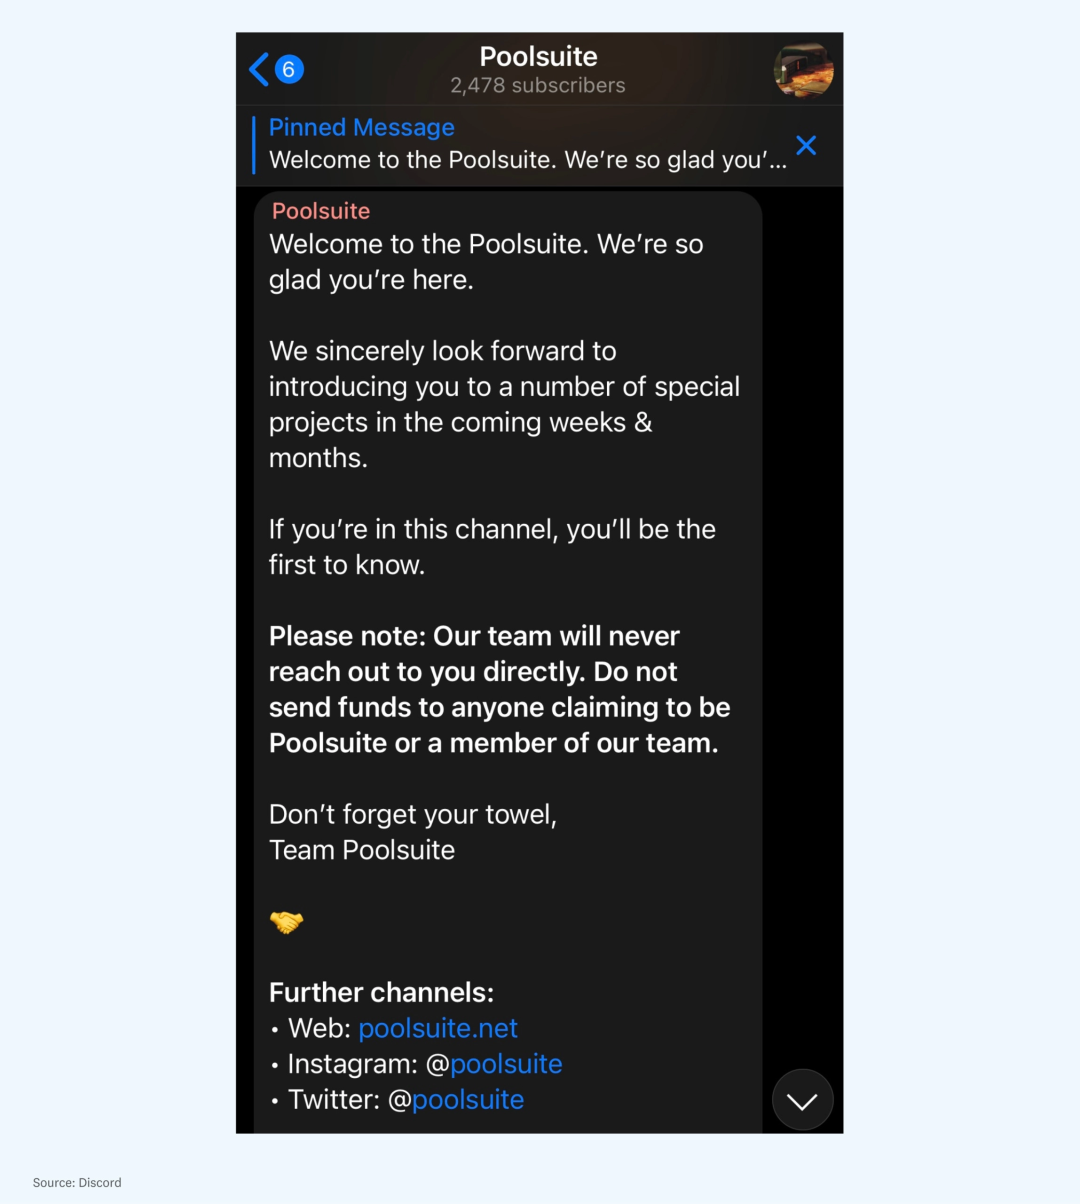 6
Poolsuite
2,478 subscribers
Pinned Message
Welcome to the Poolsuite. We’re so glad you’...
Poolsuite
Welcome to the Poolsuite. We’re so
glad you’re here.
We sincerely look forward to
introducing you to a number of special
projects in the coming weeks &
months.
If you’re in this channel, you’ll be the
first to know.
Please note: Our team will never
reach out to you directly. Do not
send funds to anyone claiming to be
Poolsuite or a member of our team.
Don’t forget your towel,
Team Poolsuite
🤝
Further channels:
• Web: poolsuite.net
• Instagram: @poolsuite
• Twitter: @poolsuite
Source: Discord